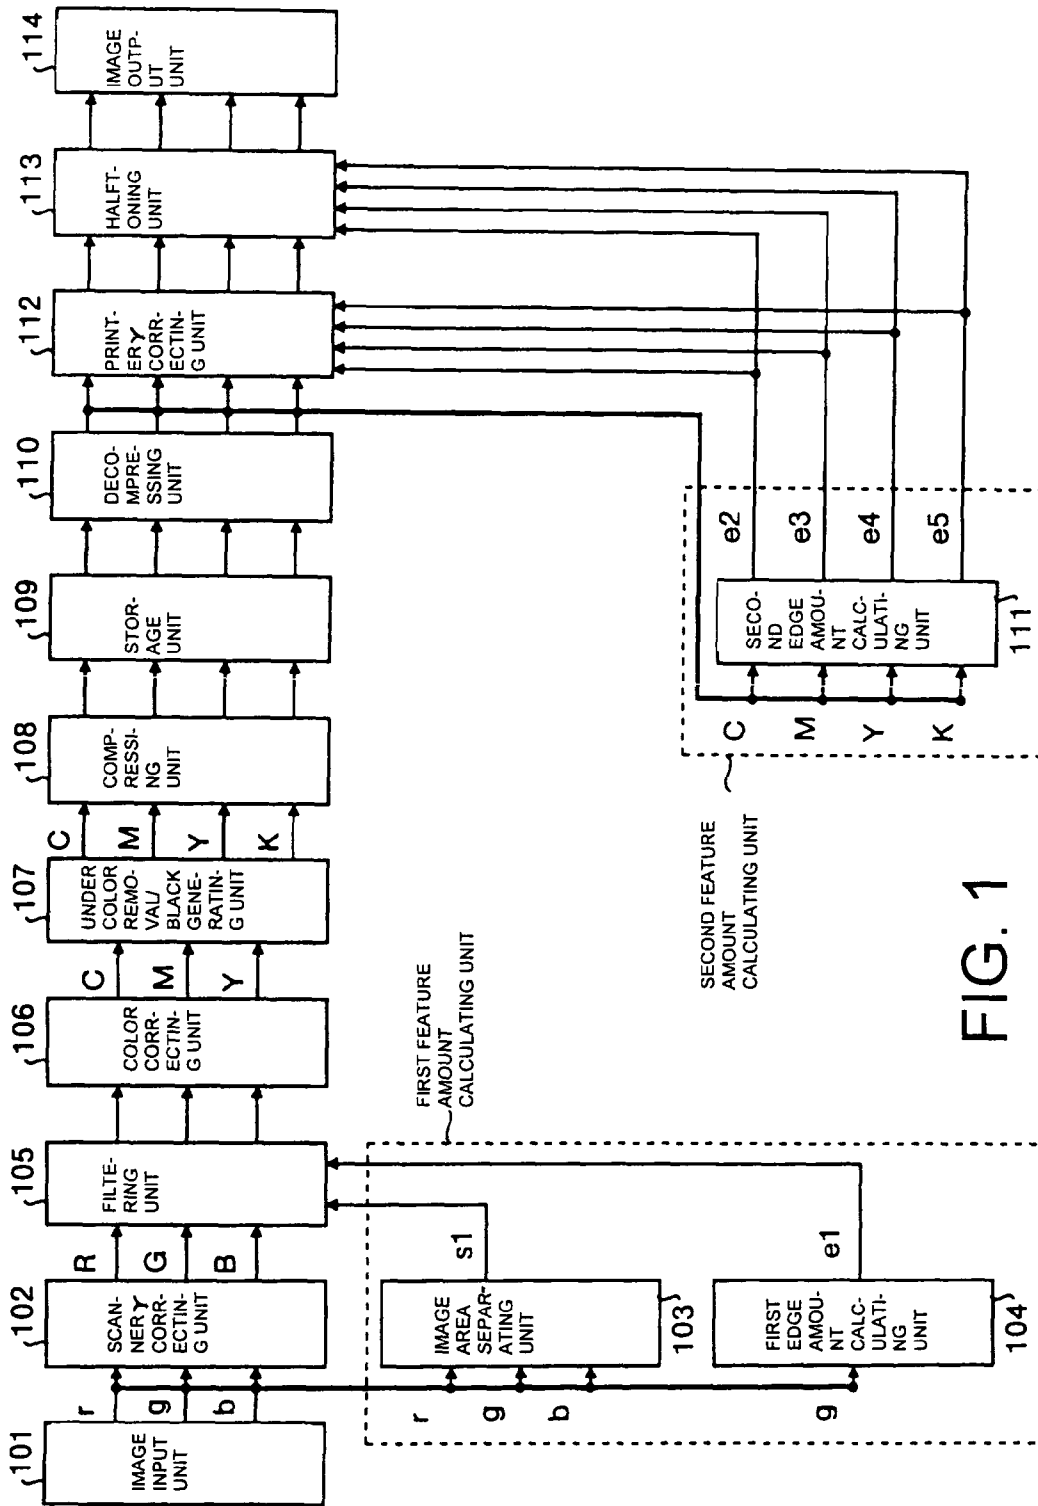 101
IMAGE
INPUT
UNIT
r
g
b
102
SCAN-
NERγ
CORR-
ECTIN-
G UNIT
R
G
B
105
FILTE-
RING
UNIT
106
COLOR
CORR-
ECTIN-
G UNIT
C
M
Y
107
UNDER
COLOR
REMO-
VAL/
BLACK
GENE-
RATIN-
G UNIT
C
M
Y
K
108
COMP-
RESSI-
NG
UNIT
109
STOR-
AGE
UNIT
110
DECO-
MPRE-
SSING
UNIT
112
PRINT-
ERγ
CORR-
ECTIN-
G UNIT
113
HALFT-
ONING
UNIT
114
IMAGE
OUTP-
UT
UNIT
FIRST FEATURE
AMOUNT
CALCULATING UNIT
r
g
b
IMAGE
AREA
SEPAR-
ATING
UNIT
103
s1
g
FIRST
EDGE
AMOU-
NT
CALC-
ULATI-
NG
UNIT
104
e1
SECOND FEATURE
AMOUNT
CALCULATING UNIT
C
M
Y
K
SECO-
ND
EDGE
AMOU-
NT
CALC-
ULATI-
NG
UNIT
111
e2
e3
e4
e5
FIG. 1